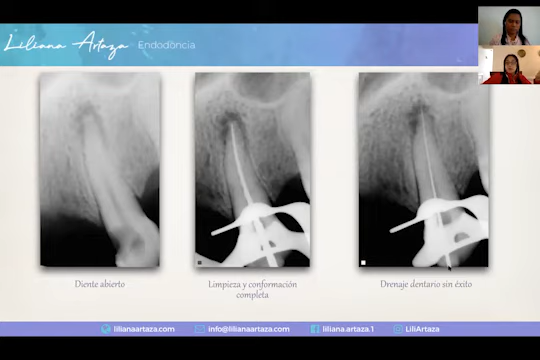 Liliana Artaza Endodoncia
Diente abierto
Limpieza y conformación
completa
Drenaje dentario sin éxito
lilianaartaza.com
info@lilianaartaza.com
liliana.artaza.1
LiliArtaza